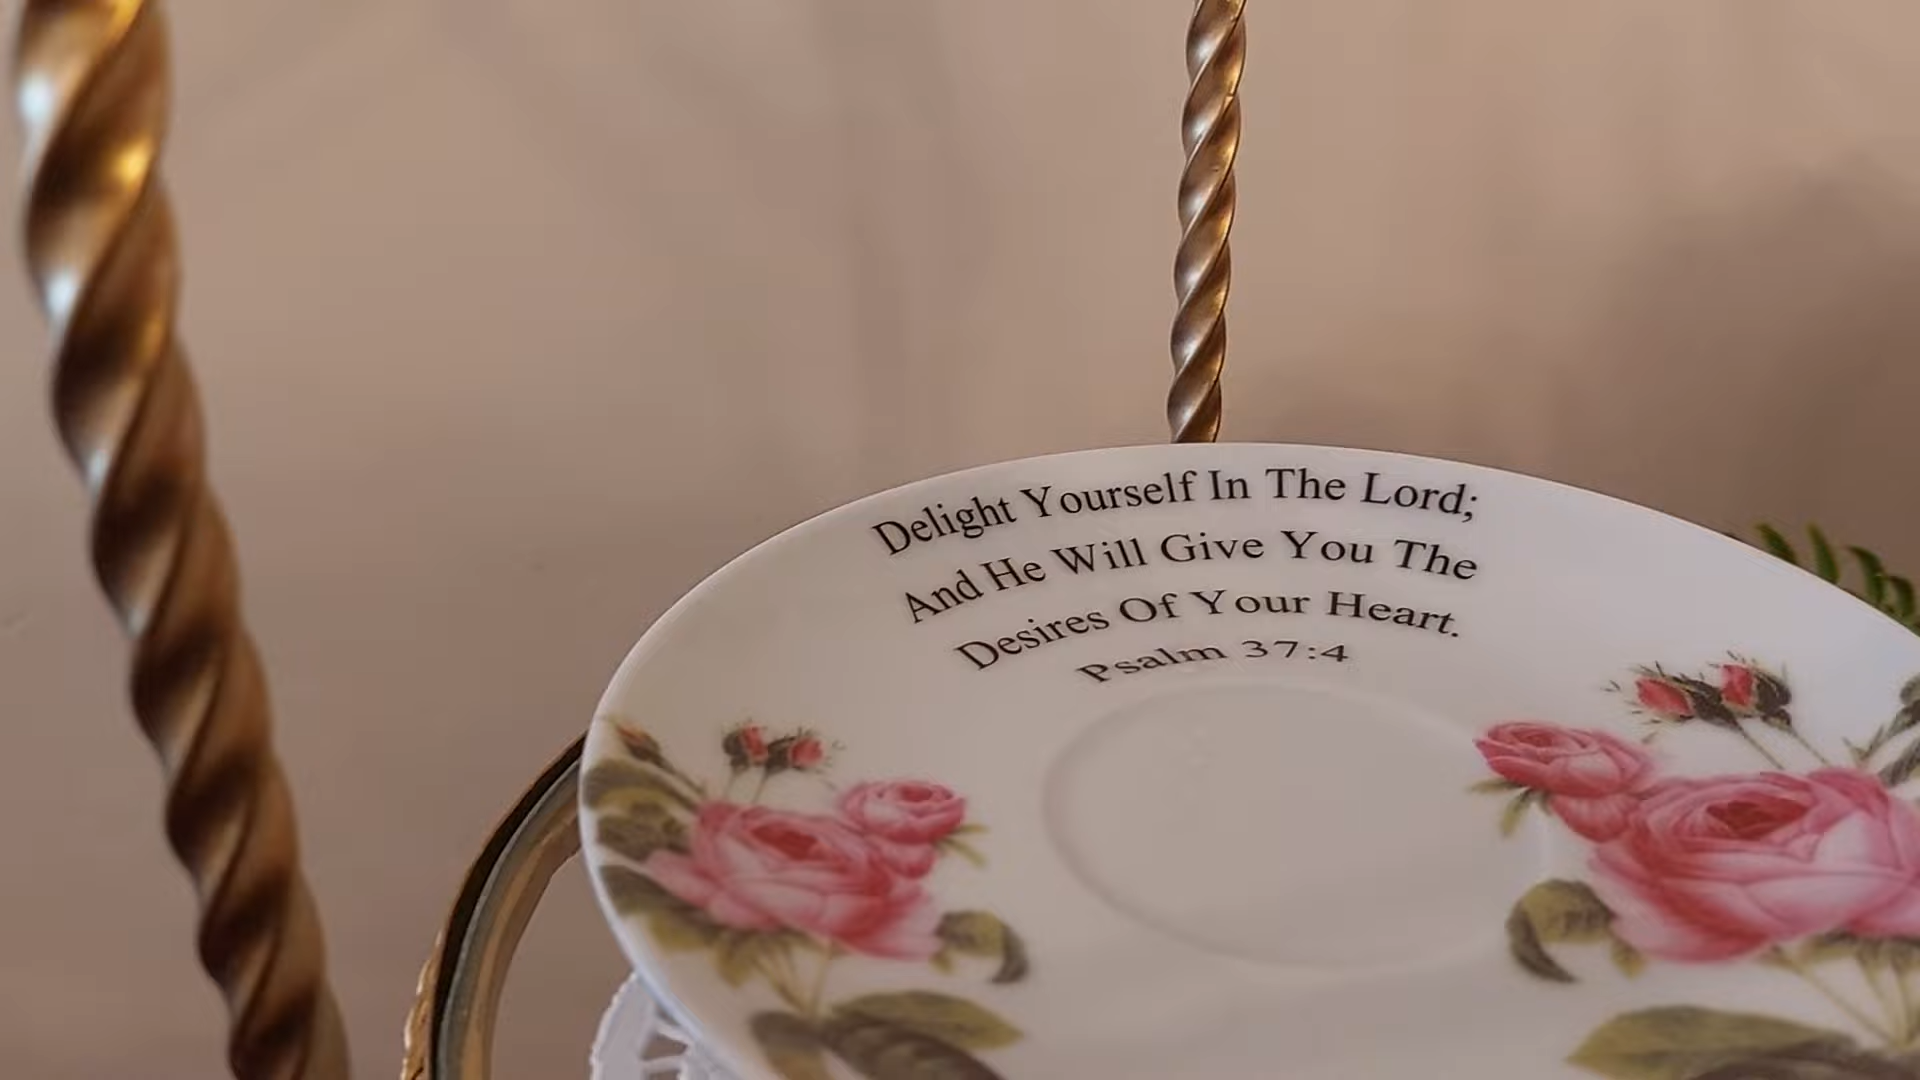 Delight Yourself In The Lord;
And He Will Give You The
Desires Of Your Heart.
Psalm 37:4